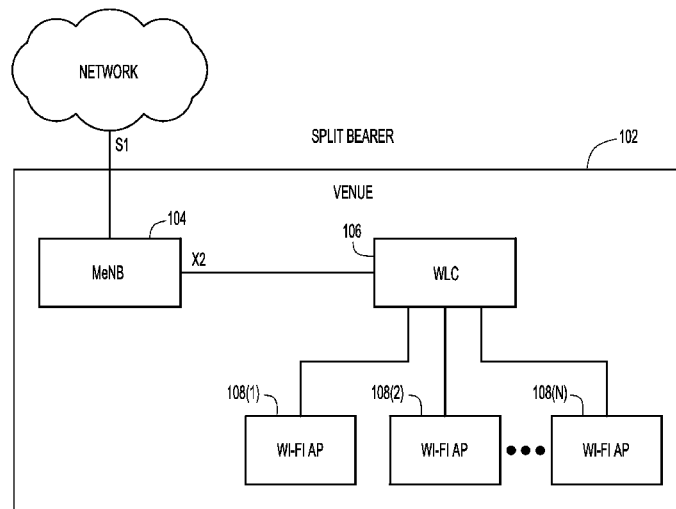 NETWORK
S1
SPLIT BEARER
102
VENUE
104
106
MeNB
X2
WLC
108(1)
108(2)
108(N)
WI-FI AP
WI-FI AP
WI-FI AP